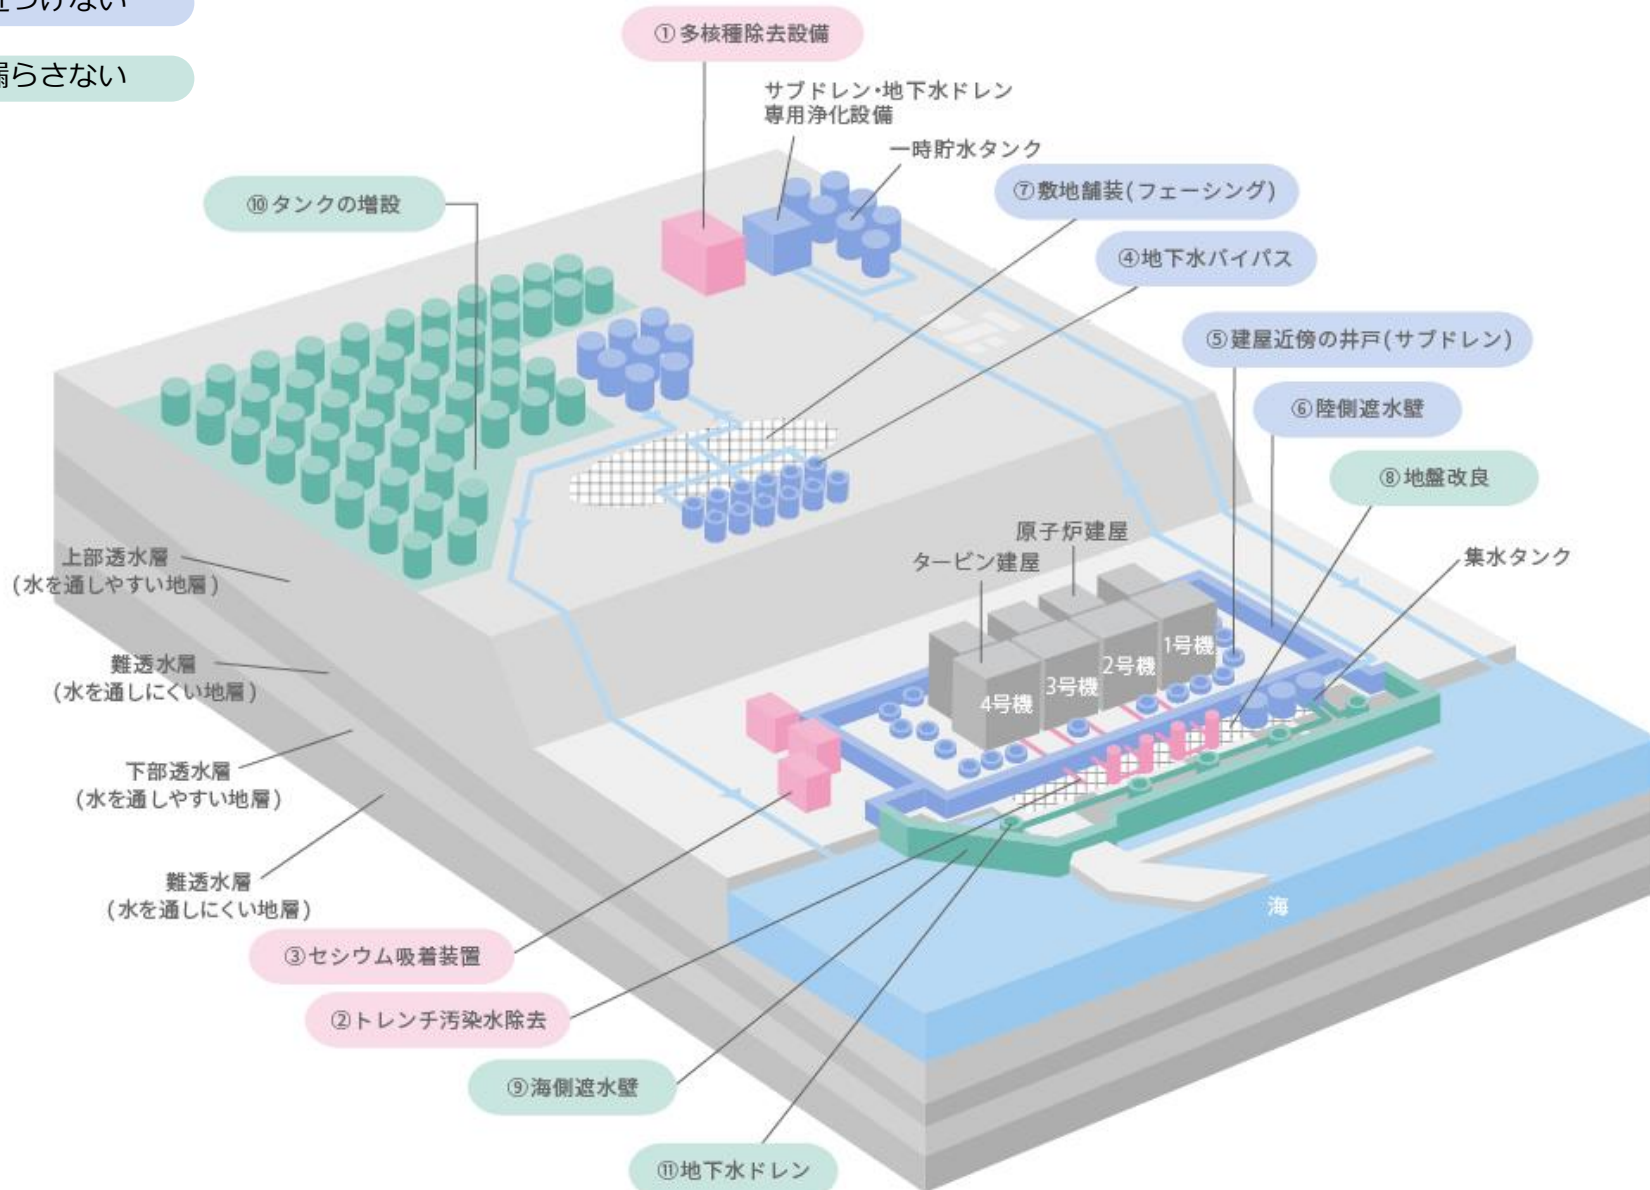 づけない
漏らさない
①多核種除去設備
サブドレン・地下水ドレン
専用浄化設備
一時貯水タンク
⑦敷地舗装(フェーシング)
⑩タンクの増設
④地下水バイパス
⑤建屋近傍の井戸(サブドレン)
⑥陸側遮水壁
⑧地盤改良
原子炉建屋
タービン建屋
集水タンク
上部透水層
(水を通しやすい地層)
1号機
2号機
3号機
4号機
難透水層
(水を通しにくい地層)
下部透水層
(水を通しやすい地層)
難透水層
(水を通しにくい地層)
海
③セシウム吸着装置
②トレンチ汚染水除去
⑨海側遮水壁
⑪地下水ドレン